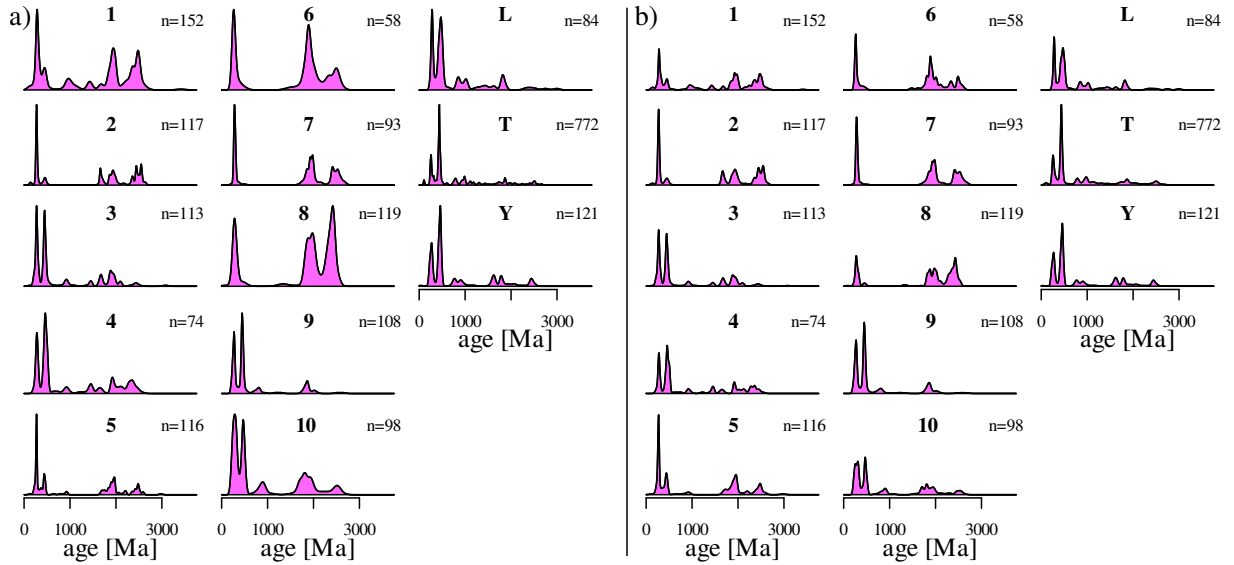 a)
1 n=152
6 n=58
L n=84
2 n=117
7 n=93
T n=772
3 n=113
8 n=119
Y n=121
0 1000 3000
age [Ma]
4 n=74
9 n=108
5 n=116
10 n=98
0 1000 3000
age [Ma]
0 1000 3000
age [Ma]
b)
1 n=152
6 n=58
L n=84
2 n=117
7 n=93
T n=772
3 n=113
8 n=119
Y n=121
0 1000 3000
age [Ma]
4 n=74
9 n=108
5 n=116
10 n=98
0 1000 3000
age [Ma]
0 1000 3000
age [Ma]